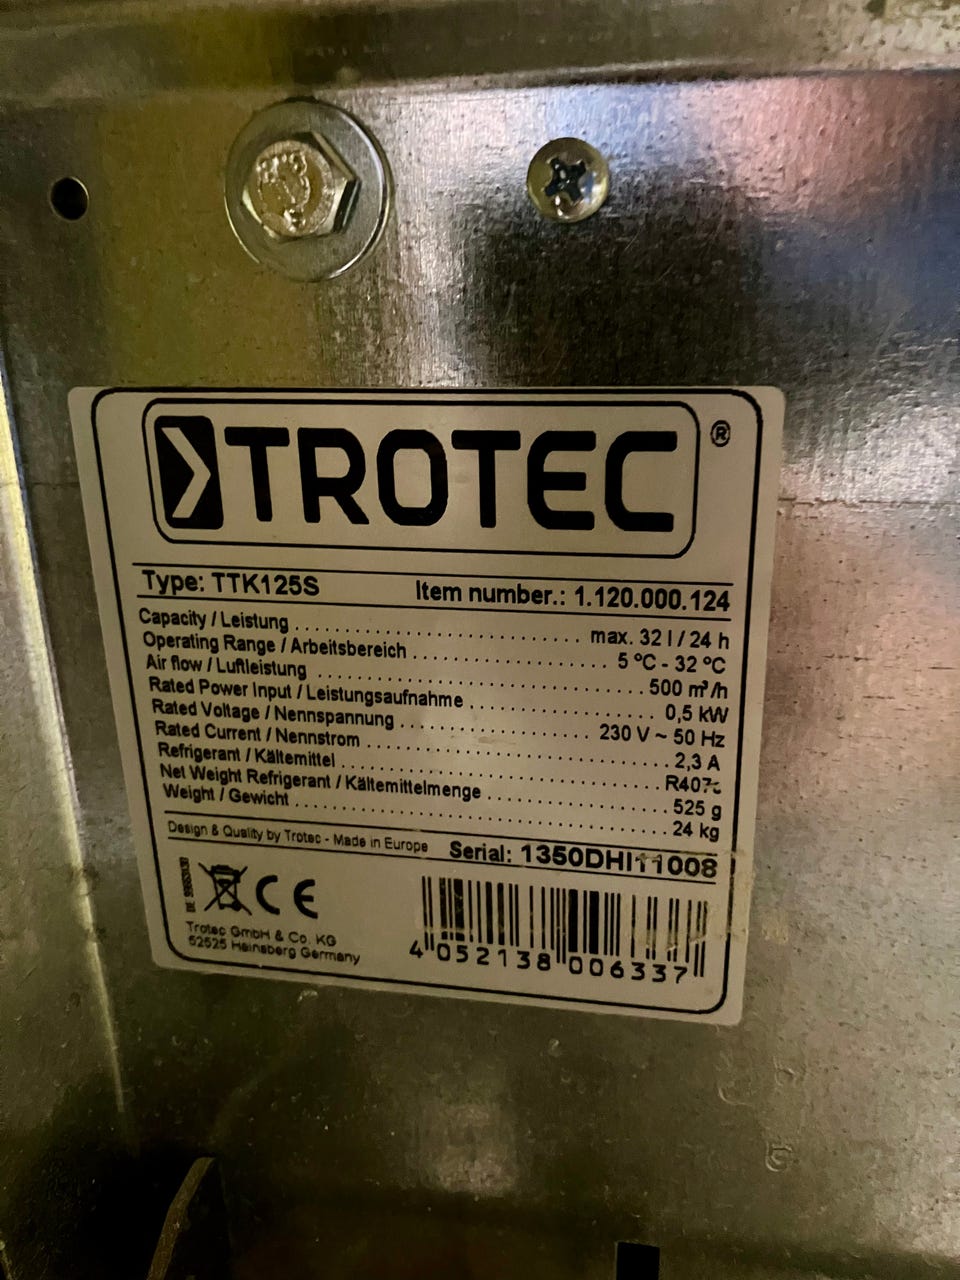 TROTEC ®
Type: TTK125S Item number.: 1.120.000.124
Capacity / Leistung max. 32 l / 24 h
Operating Range / Arbeitsbereich 5 ºC - 32 ºC
Air flow / Luftleistung 500 m³/h
Rated Power Input / Leistungsaufnahme 0,5 kW
Rated Voltage / Nennspannung 230 V ~ 50 Hz
Rated Current / Nennstrom 2,3 A
Refrigerant / Kältemittel R407c
Net Weight Refrigerant / Kältemittelmenge 525 g
Weight / Gewicht 24 kg
Design & Quality by Trotec - Made in Europe Serial: 1350DHI11008
CE
Trotec GmbH & Co. KG
52525 Heinsberg Germany
4 052138 006337